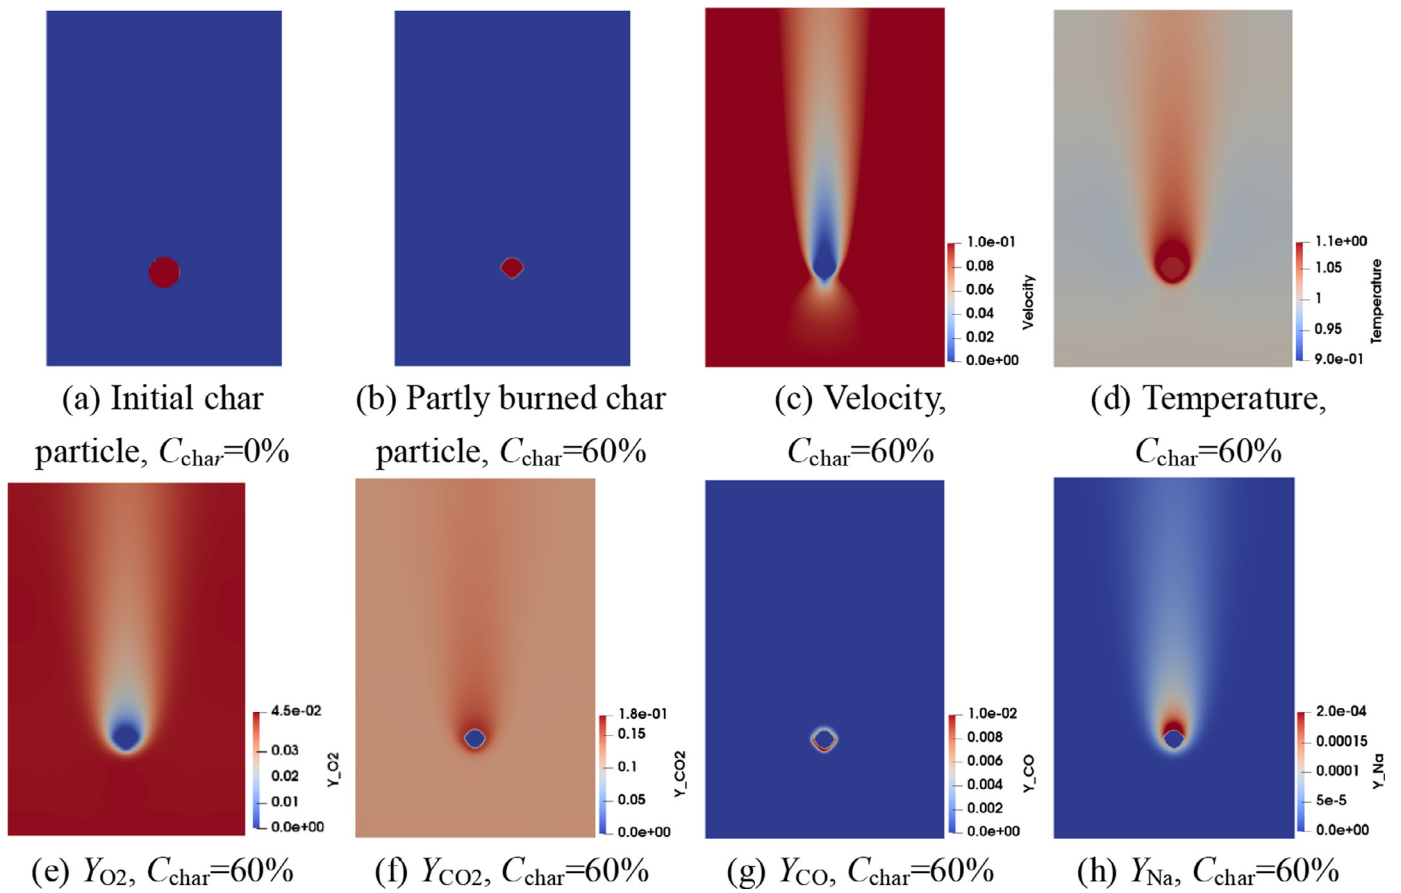 1.0e-01
0.08
0.06
0.04
0.02
0.0e+00
Velocity
1.1e+00
1.05
1
0.95
9.0e-01
Temperature
(a) Initial char
particle, Cchar=0%
(b) Partly burned char
particle, Cchar=60%
(c) Velocity,
Cchar=60%
(d) Temperature,
Cchar=60%
4.5e-02
0.03
0.02
0.01
0.0e+00
Y_O2
1.8e-01
0.15
0.1
0.05
0.0e+00
Y_CO2
1.0e-02
0.008
0.006
0.004
0.002
0.0e+00
Y_CO
2.0e-04
0.00015
0.0001
5e-5
0.0e+00
Y_Na
(e) YO2, Cchar=60%
(f) YCO2, Cchar=60%
(g) YCO, Cchar=60%
(h) YNa, Cchar=60%